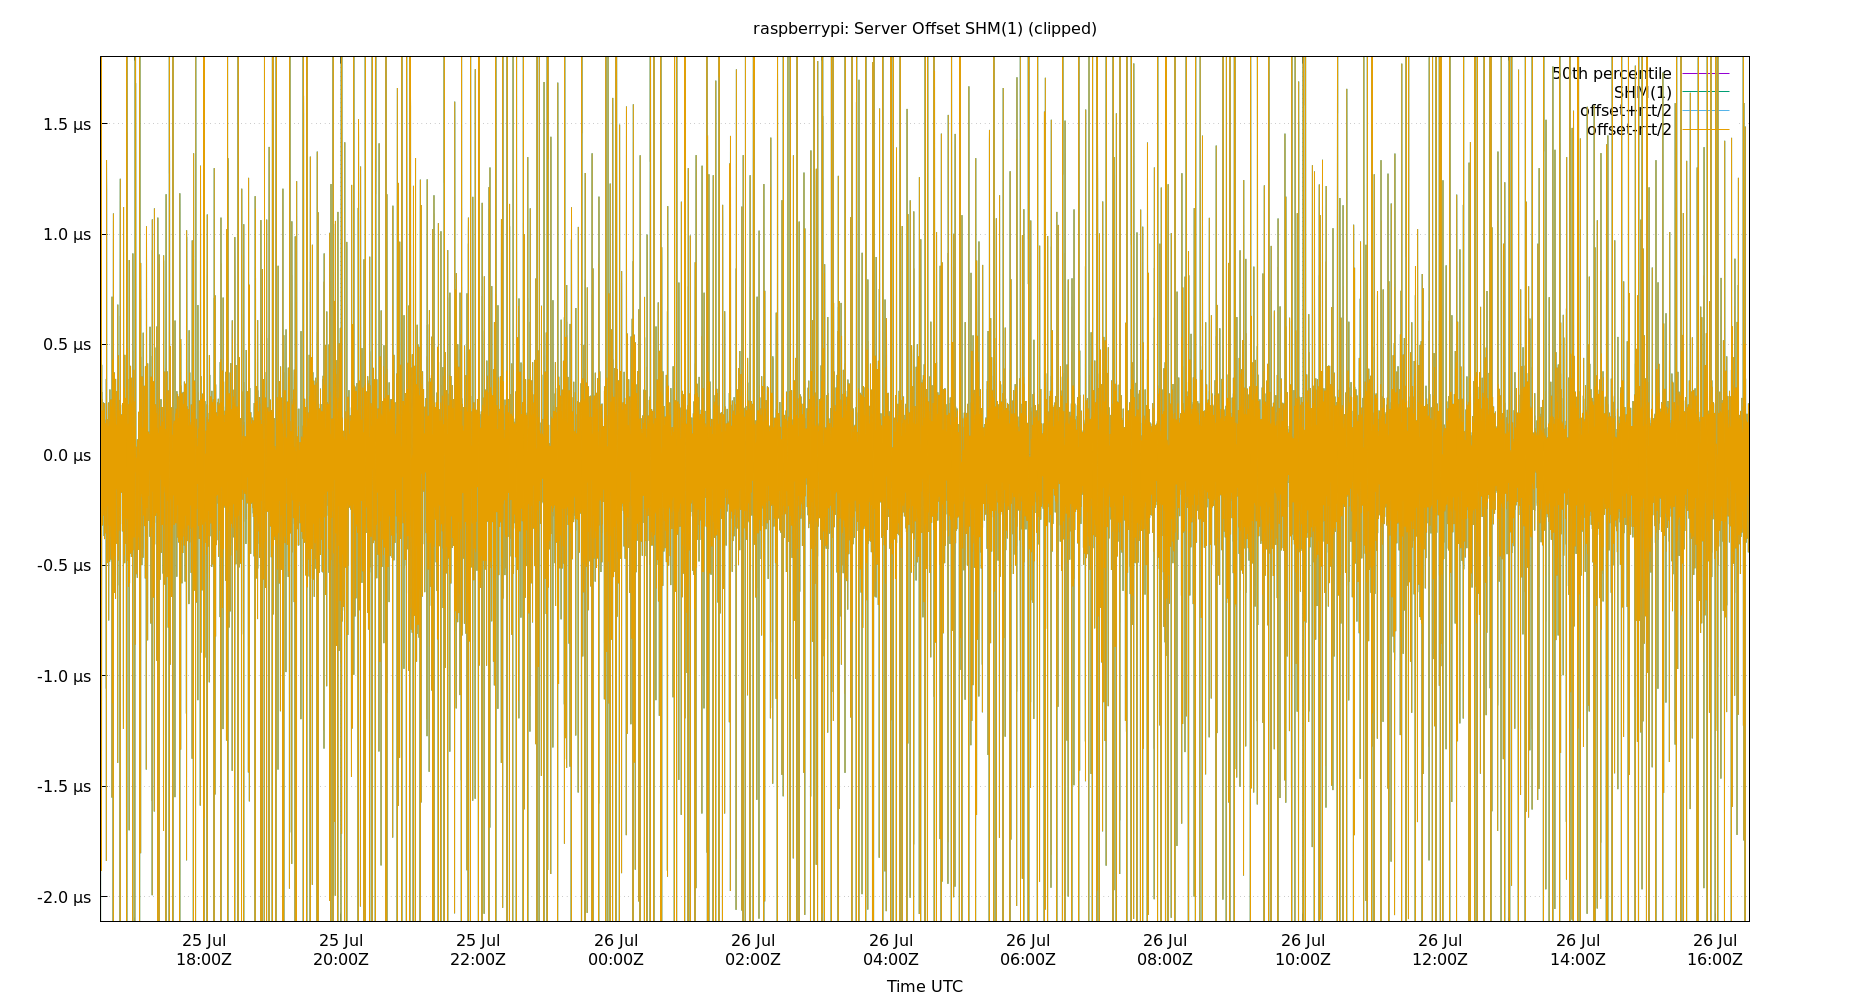 raspberrypi: Server Offset SHM(1) (clipped)
50th percentile
SHM(1)
offset+rtt/2
offset-rtt/2
1.5 µs
1.0 µs
0.5 µs
0.0 µs
-0.5 µs
-1.0 µs
-1.5 µs
-2.0 µs
25 Jul 25 Jul 25 Jul 26 Jul 26 Jul 26 Jul 26 Jul 26 Jul 26 Jul 26 Jul 26 Jul 26 Jul
18:00Z 20:00Z 22:00Z 00:00Z 02:00Z 04:00Z 06:00Z 08:00Z 10:00Z 12:00Z 14:00Z 16:00Z
Time UTC